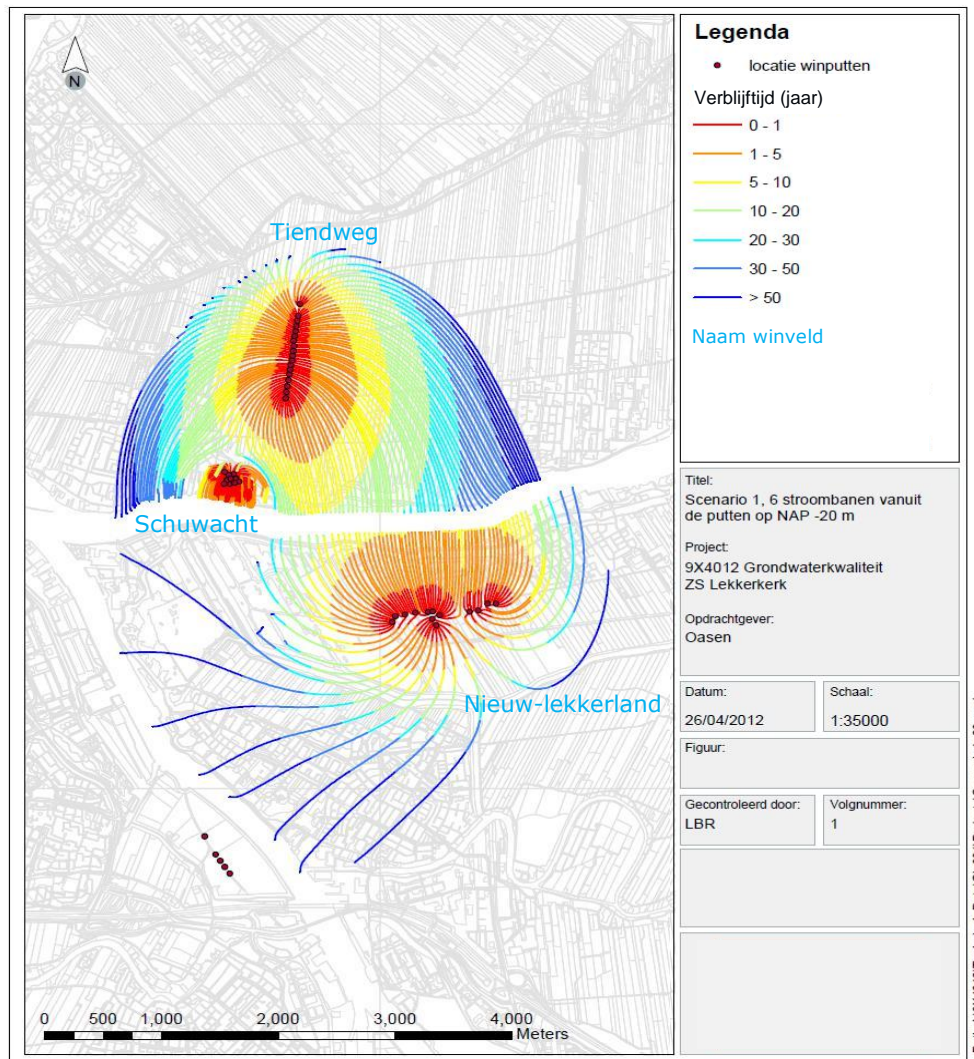 N
Tiendweg
Schuwacht
Nieuw-lekkerland
0 500 1,000 2,000 3,000 4,000
Meters
Legenda
locatie winputten
Verblijftijd (jaar)
0 - 1
1 - 5
5 - 10
10 - 20
20 - 30
30 - 50
> 50
Naam winveld
Titel:
Scenario 1, 6 stroombanen vanuit
de putten op NAP -20 m
Project:
9X4012 Grondwaterkwaliteit
ZS Lekkerkerk
Opdrachtgever:
Oasen
Datum:
26/04/2012
Schaal:
1:35000
Figuur:
Gecontroleerd door:
LBR
Volgnummer:
1